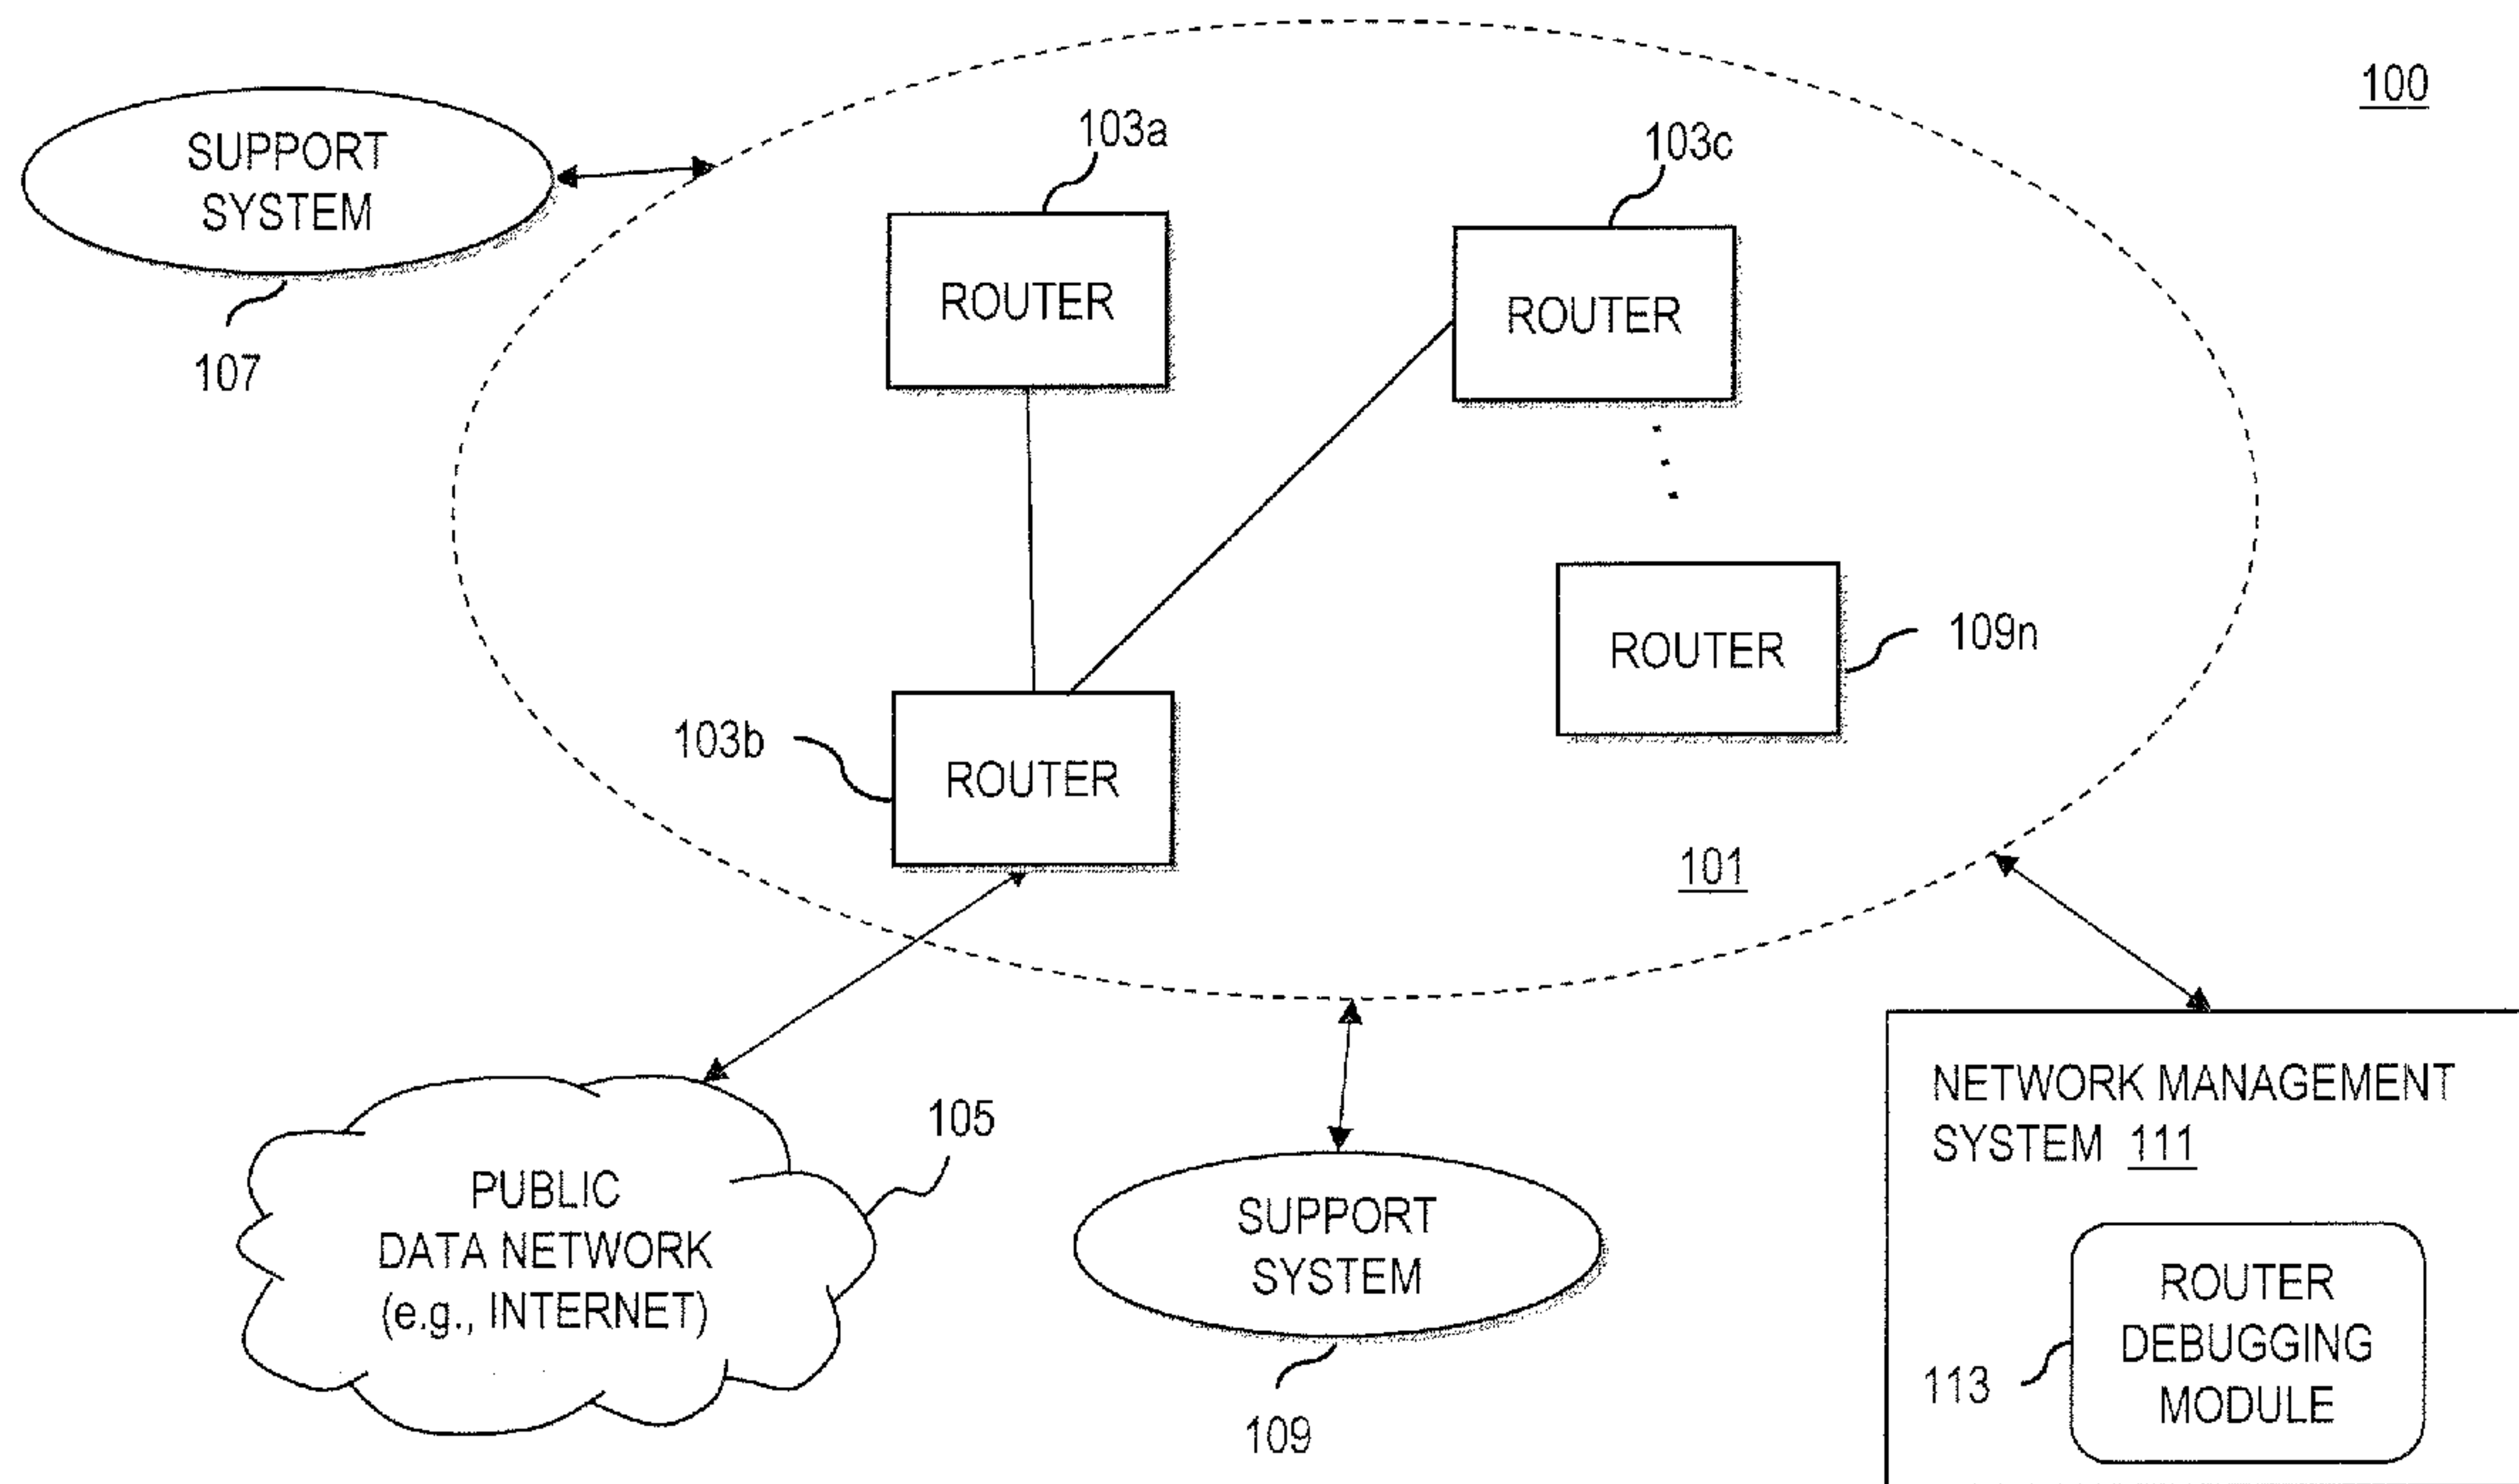 100
SUPPORT
SYSTEM
107
103a
ROUTER
103c
ROUTER
ROUTER
109n
103b
ROUTER
101
PUBLIC
DATA NETWORK
(e.g., INTERNET)
105
SUPPORT
SYSTEM
109
NETWORK MANAGEMENT
SYSTEM 111
ROUTER
DEBUGGING
MODULE
113